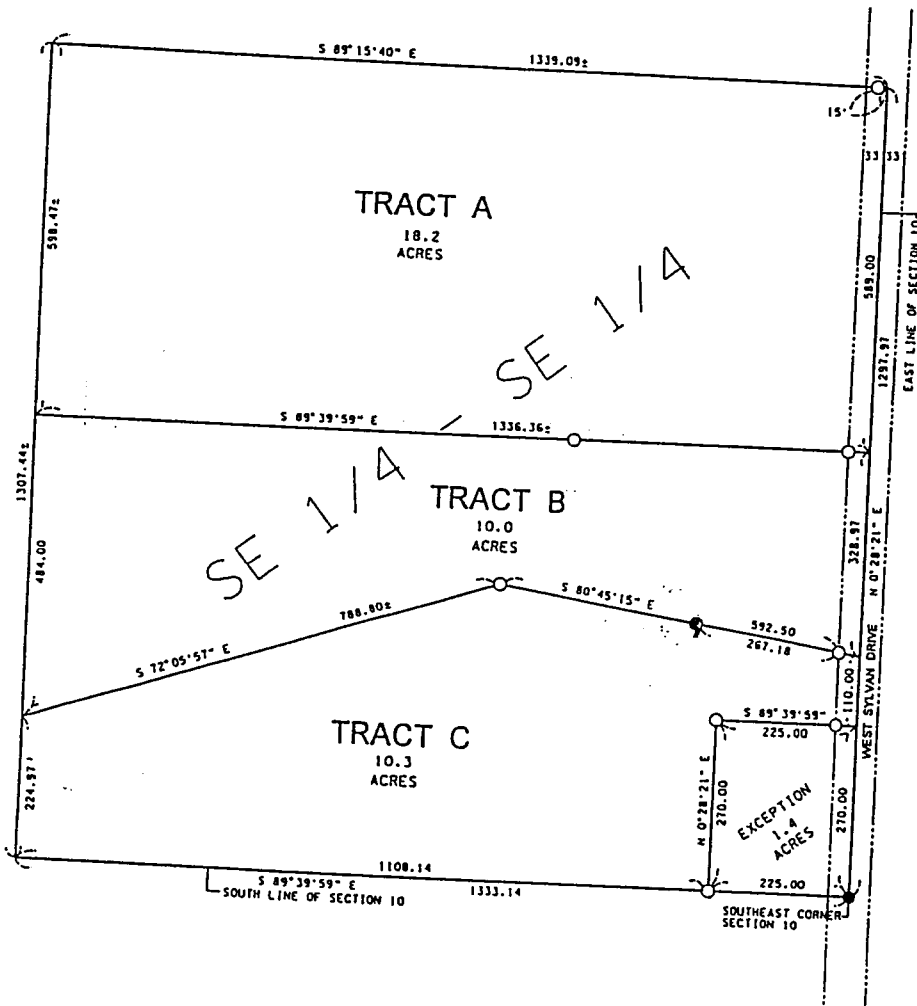 S 89°15'40" E
1339.09±
15'
33 33
TRACT A
18.2
ACRES
598.47±
589.00
1297.97
EAST LINE OF SECTION 10
SE 1/4 - SE 1/4
S 89°39'59" E
1336.36±
1307.44±
484.00
TRACT B
10.0
ACRES
328.97
N 0°28'21" E
WEST SYLVAN DRIVE
S 80°45'15" E
592.50
267.18
788.80±
S 72°05'57" E
110.00'
TRACT C
10.3
ACRES
S 89°39'59"
225.00
224.97'
N 0°28'21" E
270.00
EXCEPTION
1.4
ACRES
270.00
1108.14
S 89°39'59" E
1333.14
SOUTH LINE OF SECTION 10
225.00
SOUTHEAST CORNER
SECTION 10